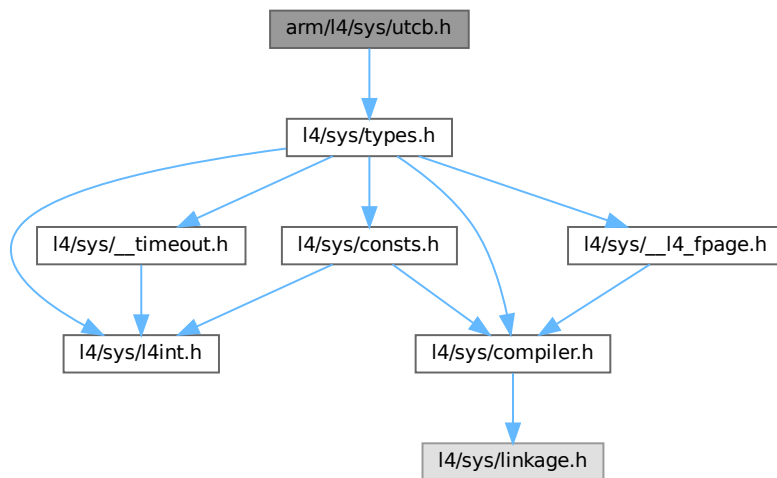 arm/l4/sys/utcb.h
l4/sys/types.h
l4/sys/__timeout.h
l4/sys/consts.h
l4/sys/__l4_fpage.h
l4/sys/l4int.h
l4/sys/compiler.h
l4/sys/linkage.h